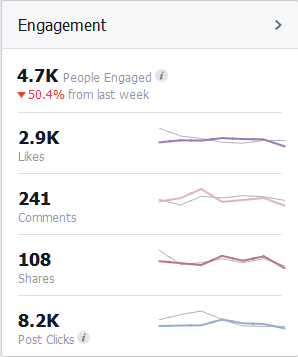 Engagement
4.7K People Engaged
50.4% from last week
2.9K
Likes
241
Comments
108
Shares
8.2K
Post Clicks